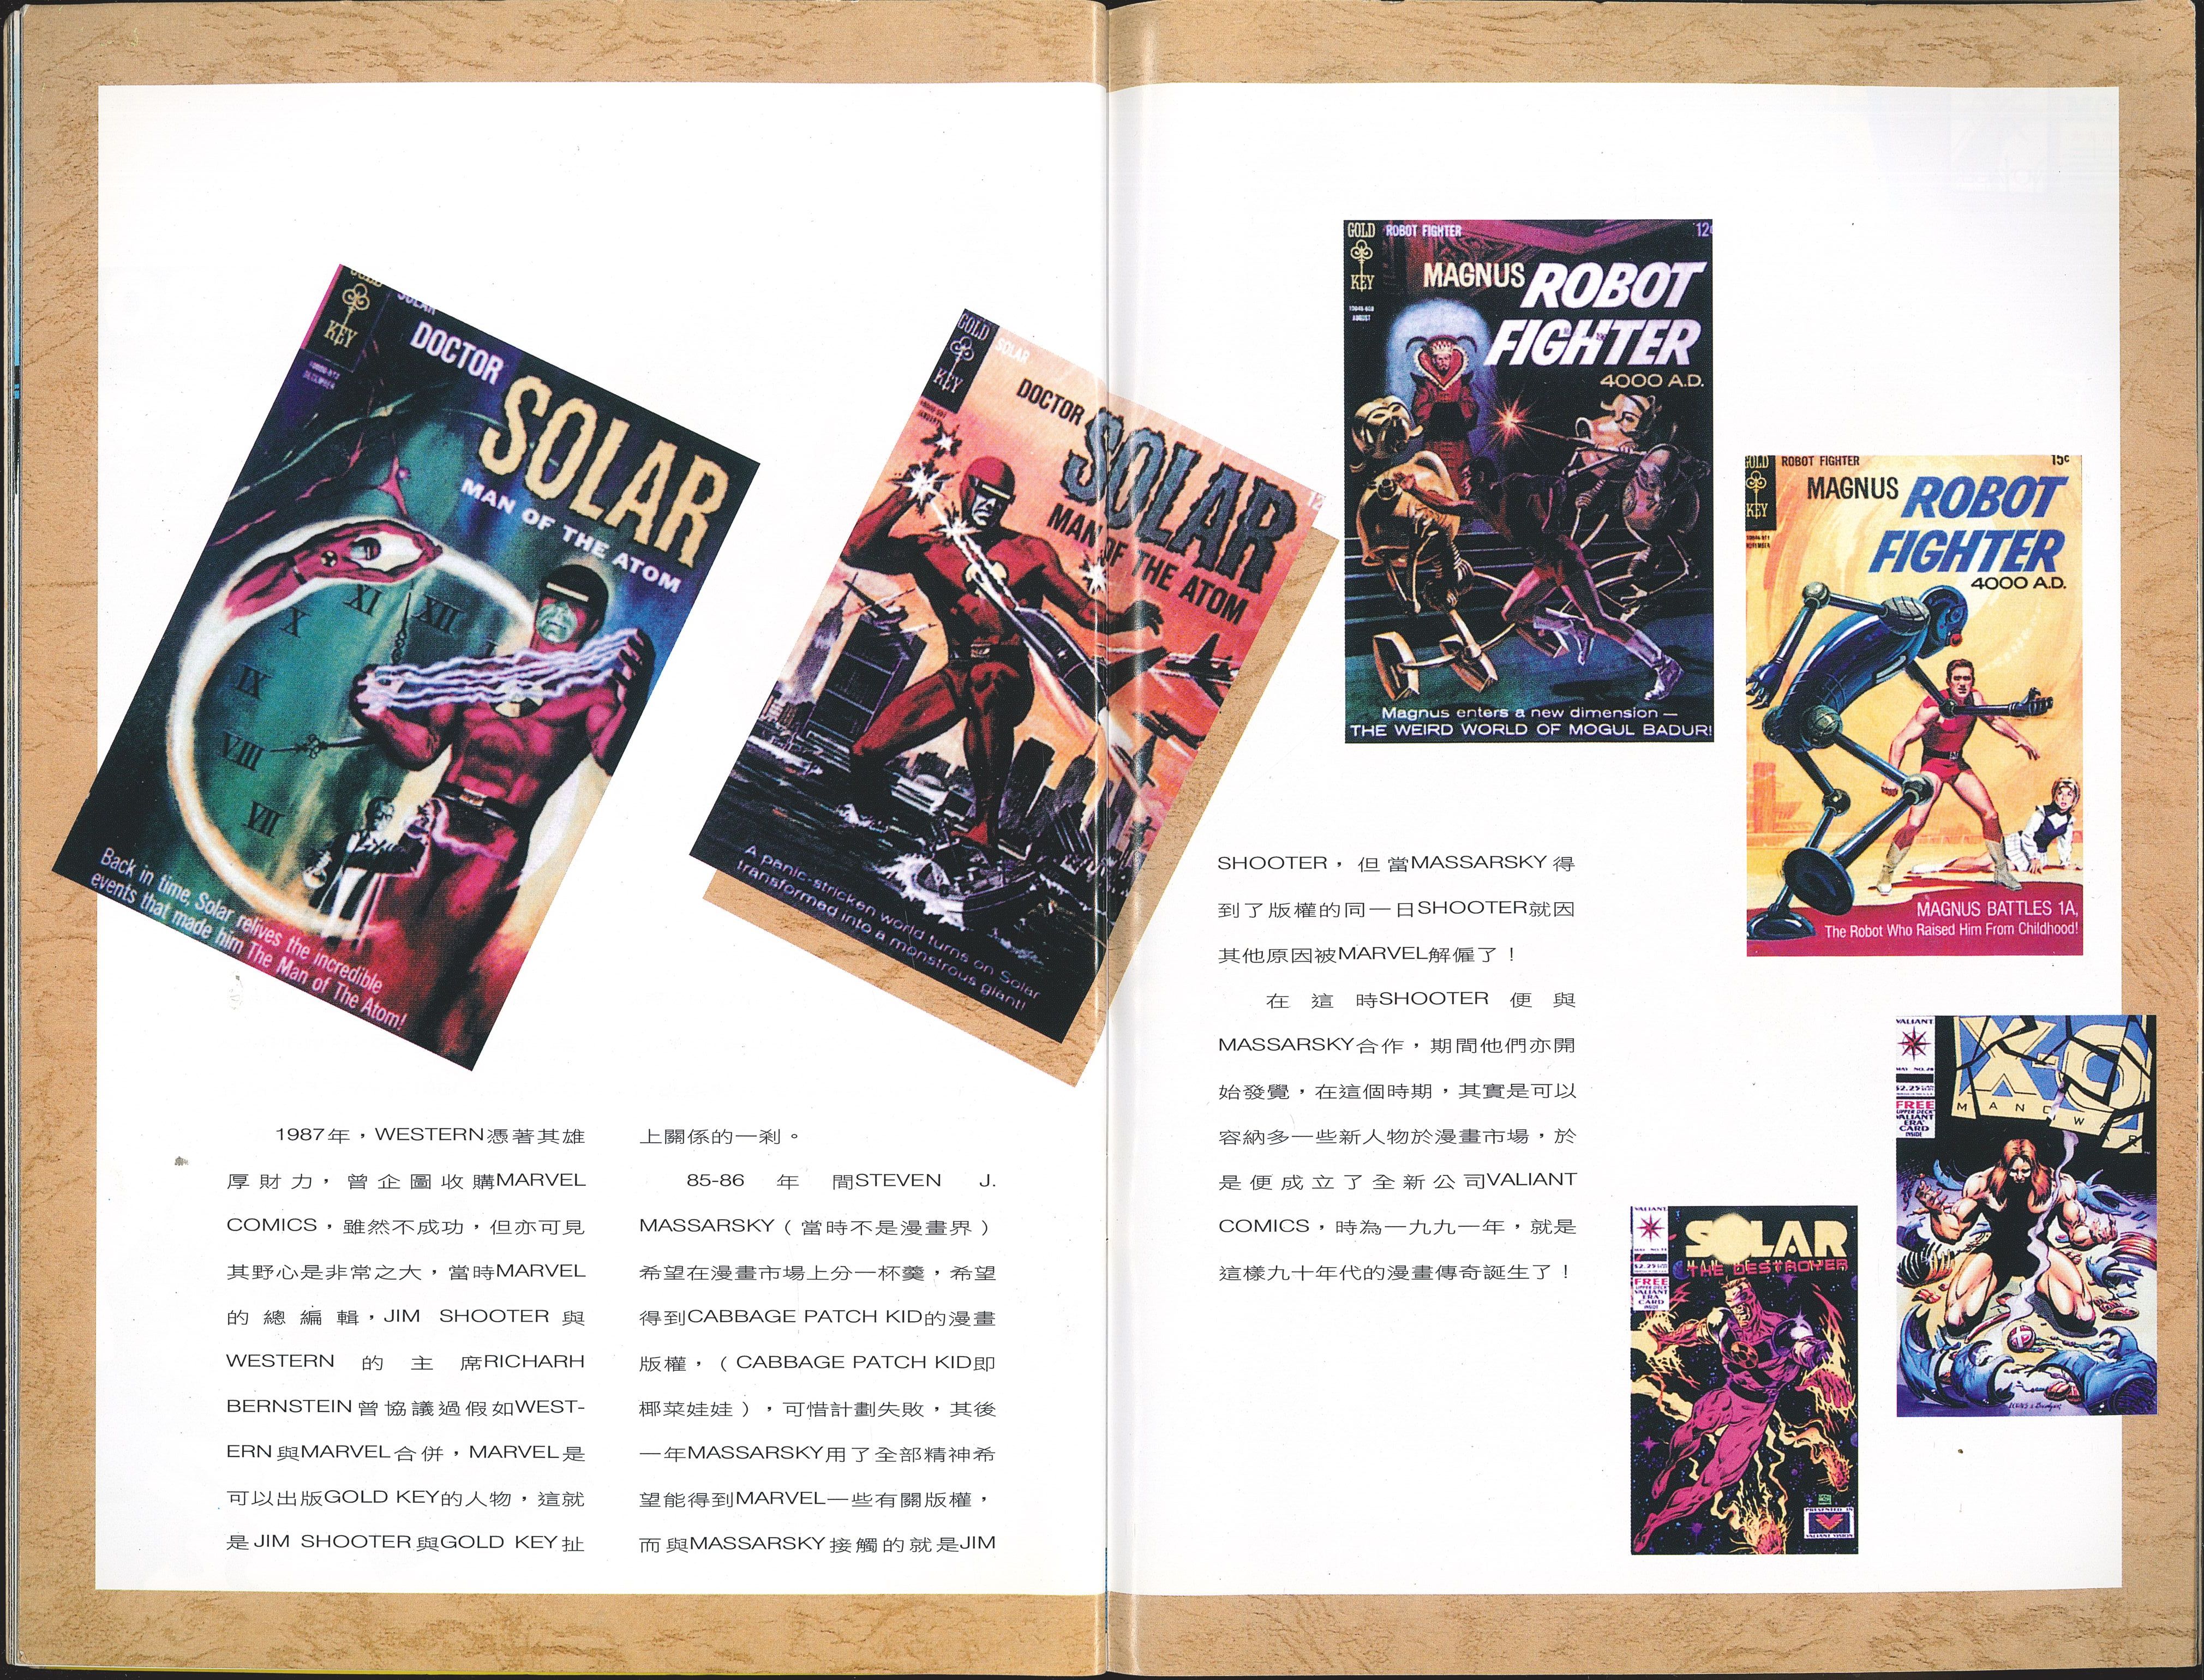 GOLD
KEY
SOLAR
DECEMBER
DOCTOR
SOLAR
MAN OF THE ATOM
X
XI
XII
IX
VIII
VII
Back in time, Solar relives the incredible
events that made him The Man of The Atom!
GOLD
KEY
SOLAR
DOCTOR
SOLAR
MAN OF THE ATOM
A panic-stricken world turns on Solar
transformed into a monstrous giant!
1987年，WESTERN憑著其雄
厚財力，曾企圖收購MARVEL
COMICS，雖然不成功，但亦可見
其野心是非常之大，當時MARVEL
的總編輯，JIM SHOOTER與
WESTERN的主席RICHARH
BERNSTEIN曾協議過假如WEST-
ERN與MARVEL合併，MARVEL是
可以出版GOLD KEY的人物，這就
是JIM SHOOTER與GOLD KEY扯
上關係的一剎。
85-86年間STEVEN J.
MASSARSKY（當時不是漫畫界）
希望在漫畫市場上分一杯羹，希望
得到CABBAGE PATCH KID的漫畫
版權，（CABBAGE PATCH KID即
椰菜娃娃），可惜計劃失敗，其後
一年MASSARSKY用了全部精神希
望能得到MARVEL一些有關版權，
而與MASSARSKY接觸的就是JIM
GOLD
KEY
ROBOT FIGHTER
12¢
AUGUST
MAGNUS ROBOT
FIGHTER
4000 A.D.
Magnus enters a new dimension —
THE WEIRD WORLD OF MOGUL BADUR!
GOLD
KEY
ROBOT FIGHTER
15¢
NOVEMBER
MAGNUS ROBOT
FIGHTER
4000 A.D.
MAGNUS BATTLES 1A,
The Robot Who Raised Him From Childhood!
SHOOTER，但當MASSARSKY得
到了版權的同一日SHOOTER就因
其他原因被MARVEL解僱了！
在這時SHOOTER便與
MASSARSKY合作，期間他們亦開
始發覺，在這個時期，其實是可以
容納多一些新人物於漫畫市場，於
是便成立了全新公司VALIANT
COMICS，時為一九九一年，就是
這樣九十年代的漫畫傳奇誕生了！
VALIANT
$2.25
FREE
UPPER DECK
VALIANT
ERA
CARD
INSIDE
X-O
MANOWAR
VALIANT
$2.25
FREE
UPPER DECK
VALIANT
ERA
CARD
INSIDE
SOLAR
THE DESTROYER
PRESENTED IN
VALIANT VISION